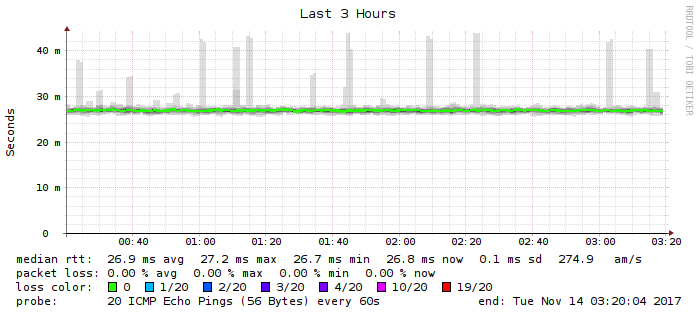 Last 3 Hours
RRDTOOL / TOBI OETIKER
Seconds
40 m
30 m
20 m
10 m
0
00:40 01:00 01:20 01:40 02:00 02:20 02:40 03:00 03:20
median rtt: 26.9 ms avg 27.2 ms max 26.7 ms min 26.8 ms now 0.1 ms sd 274.9 am/s
packet loss: 0.00 % avg 0.00 % max 0.00 % min 0.00 % now
loss color: 0 1/20 2/20 3/20 4/20 10/20 19/20
probe: 20 ICMP Echo Pings (56 Bytes) every 60s end: Tue Nov 14 03:20:04 2017